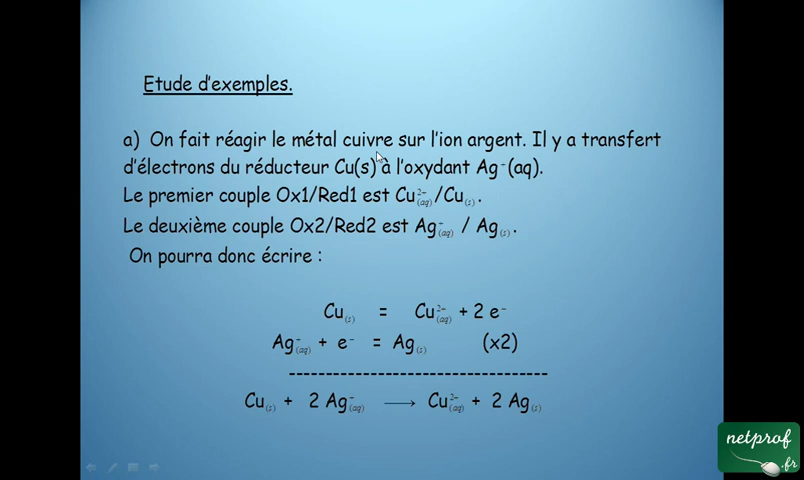 Etude d'exemples.
a) On fait réagir le métal cuivre sur l'ion argent. Il y a transfert
d'électrons du réducteur Cu(s) à l'oxydant Ag⁺(aq).
Le premier couple Ox1/Red1 est Cu²⁺(aq)/Cu(s).
Le deuxième couple Ox2/Red2 est Ag⁺(aq) / Ag(s).
On pourra donc écrire :
Cu(s) = Cu²⁺(aq) + 2 e⁻
Ag⁺(aq) + e⁻ = Ag(s) (x2)
-----------------------------------
Cu(s) + 2 Ag⁺(aq) ⟶ Cu²⁺(aq) + 2 Ag(s)
netprof
.fr